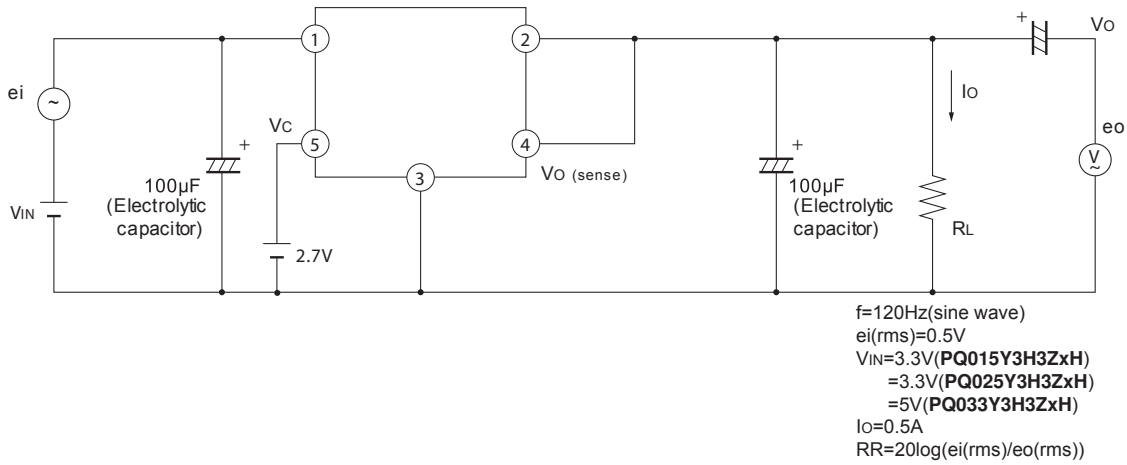 +
VO
1
2
ei
~
IO
eo
VC
5
4
+
+
V
~
VO (sense)
3
100µF
(Electrolytic
capacitor)
100µF
(Electrolytic
capacitor)
VIN
RL
2.7V
f=120Hz(sine wave)
ei(rms)=0.5V
VIN=3.3V(PQ015Y3H3ZxH)
=3.3V(PQ025Y3H3ZxH)
=5V(PQ033Y3H3ZxH)
IO=0.5A
RR=20log(ei(rms)/eo(rms))